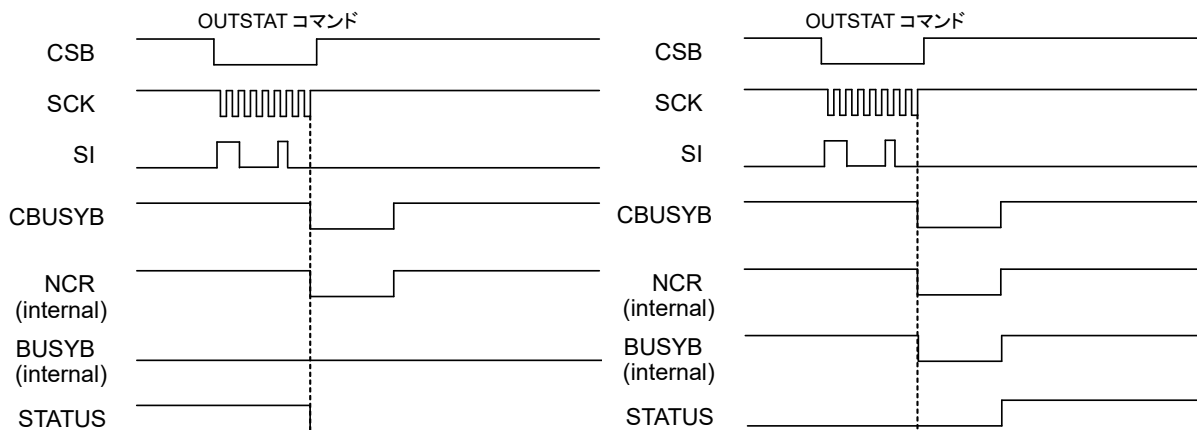 OUTSTAT コマンド
CSB
SCK
SI
CBUSYB
NCR
(internal)
BUSYB
(internal)
STATUS
OUTSTAT コマンド
CSB
SCK
SI
CBUSYB
NCR
(internal)
BUSYB
(internal)
STATUS